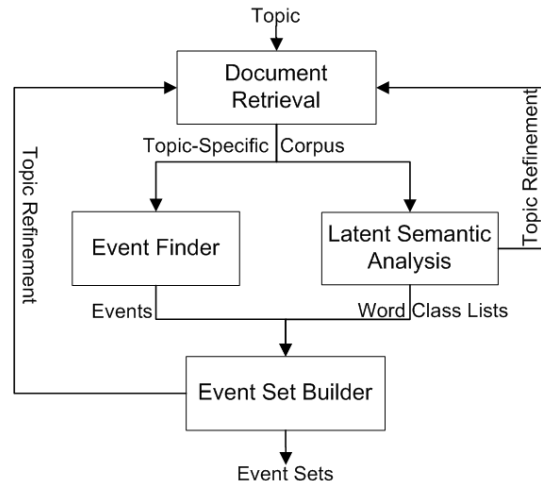 Topic
Document
Retrieval
Topic-Specific Corpus
Topic Refinement
Topic Refinement
Event Finder
Latent Semantic
Analysis
Events
Word Class Lists
Event Set Builder
Event Sets